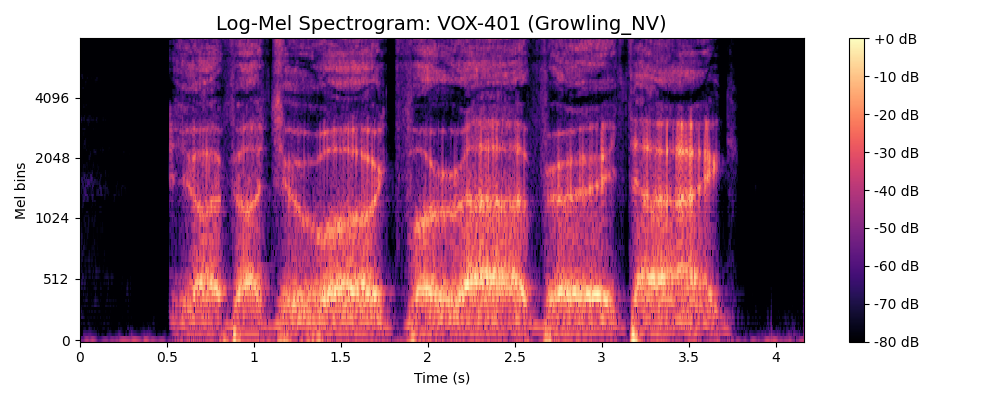 Log-Mel Spectrogram: VOX-401 (Growling_NV)
+0 dB
-10 dB
-20 dB
-30 dB
-40 dB
-50 dB
-60 dB
-70 dB
-80 dB
Mel bins
4096
2048
1024
512
0
0 0.5 1 1.5 2 2.5 3 3.5 4
Time (s)